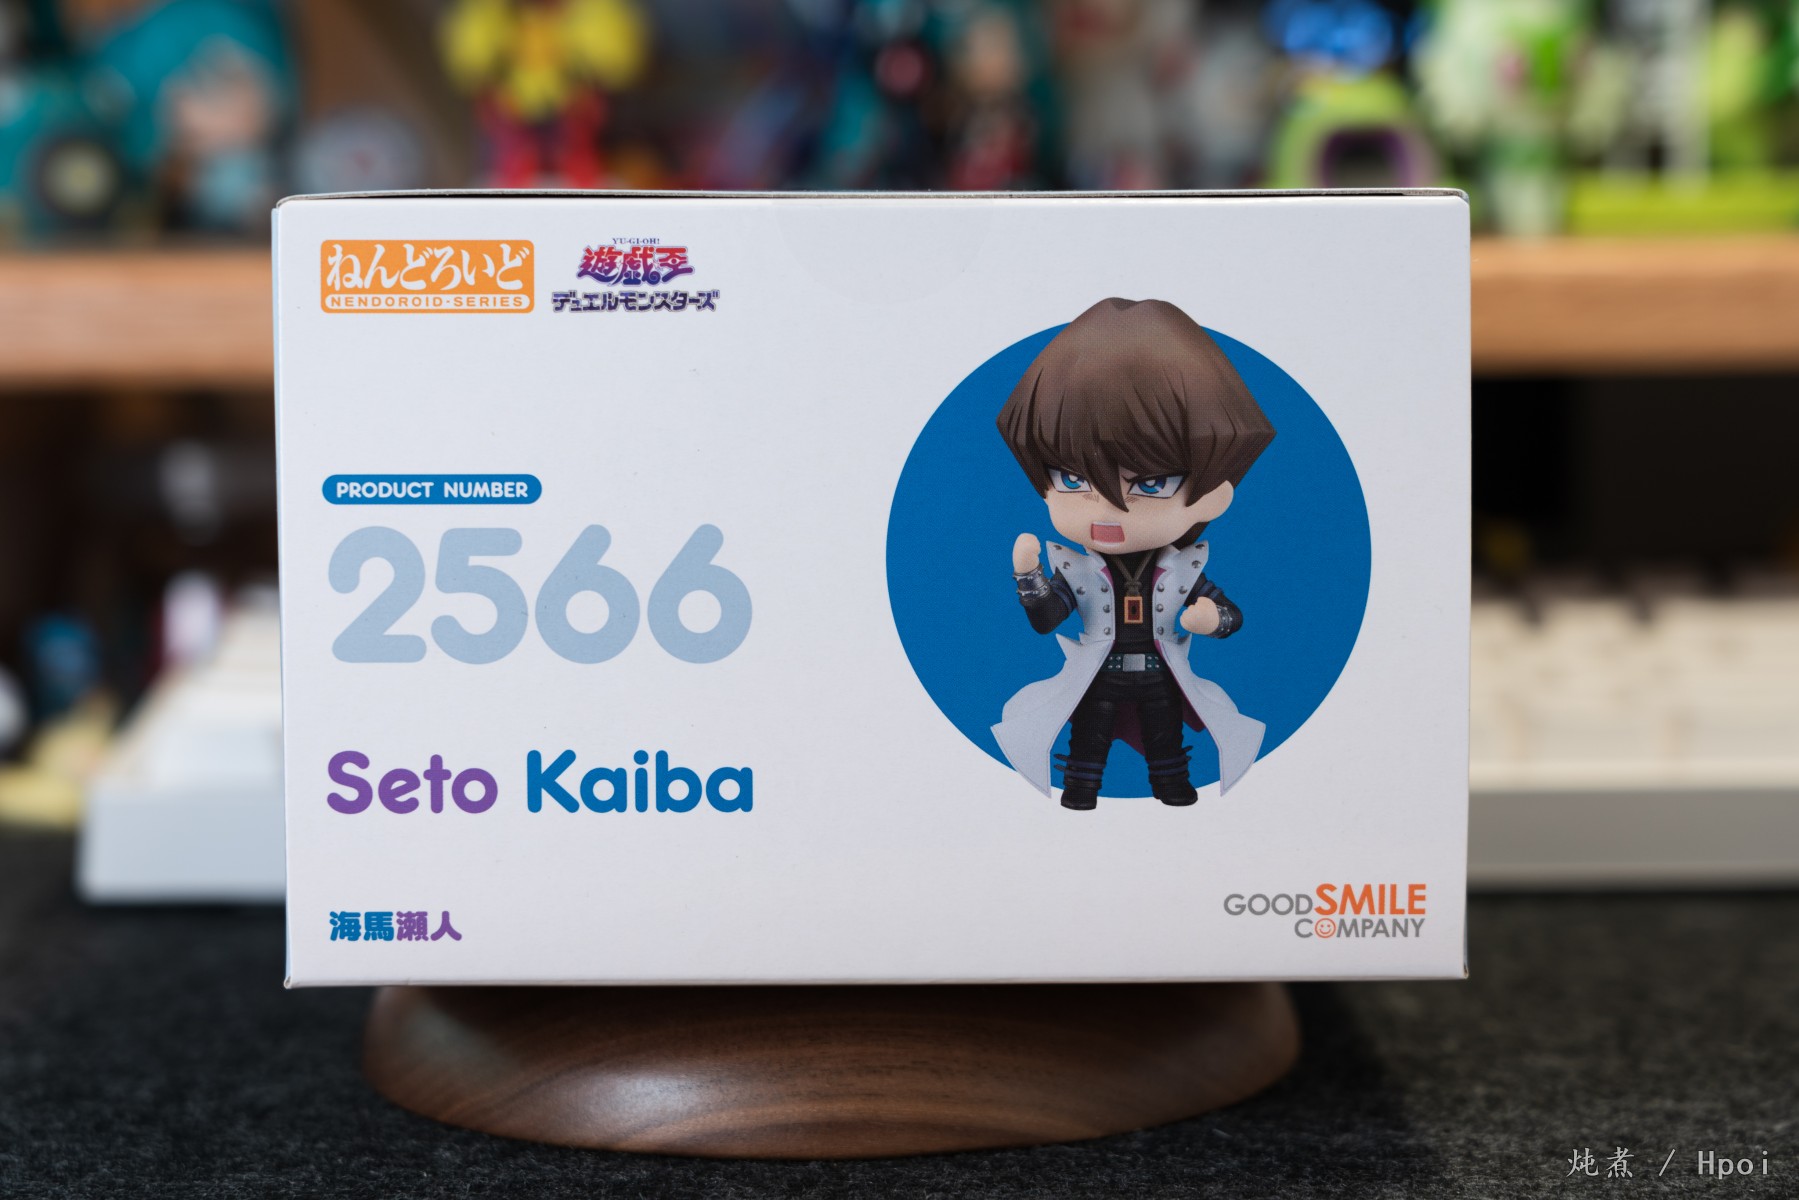 ねんどろいど
NENDOROID·SERIES
YU-GI-OH!
遊戯王
デュエルモンスターズ
PRODUCT NUMBER
2566
Seto Kaiba
海馬瀬人
GOOD SMILE
COMPANY
炖煮 / Hpoi